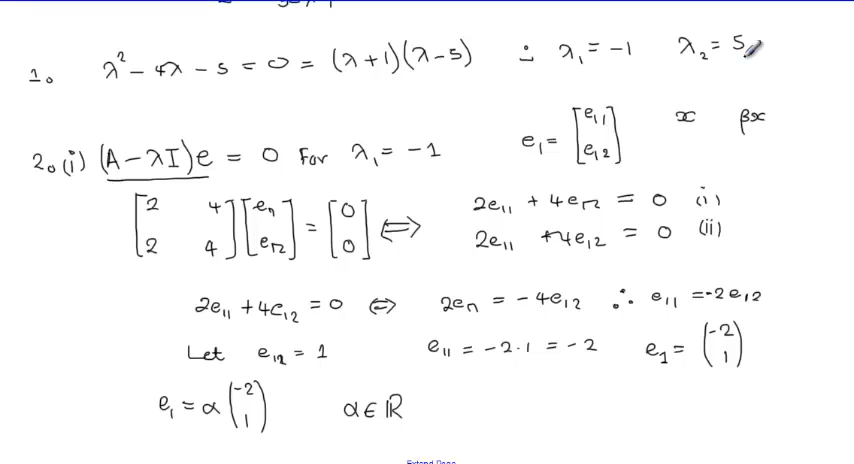 1. λ² - 4λ - 5 = 0 = (λ+1)(λ-5) ∴ λ₁ = -1 λ₂ = 5
2.(i) (A - λI)e = 0 For λ₁ = -1 e₁ = [e₁₁ e₁₂] x βx
[2 4 2 4][e₁₁ e₁₂] = [0 0] ⟺ 2e₁₁ + 4e₁₂ = 0 (i)
2e₁₁ + 4e₁₂ = 0 (ii)
2e₁₁ + 4e₁₂ = 0 ⟺ 2e₁₁ = -4e₁₂ ∴ e₁₁ = -2e₁₂
Let e₁₂ = 1 e₁₁ = -2·1 = -2 e₁ = (-2 1)
e₁ = α(-2 1) α ∈ ℝ